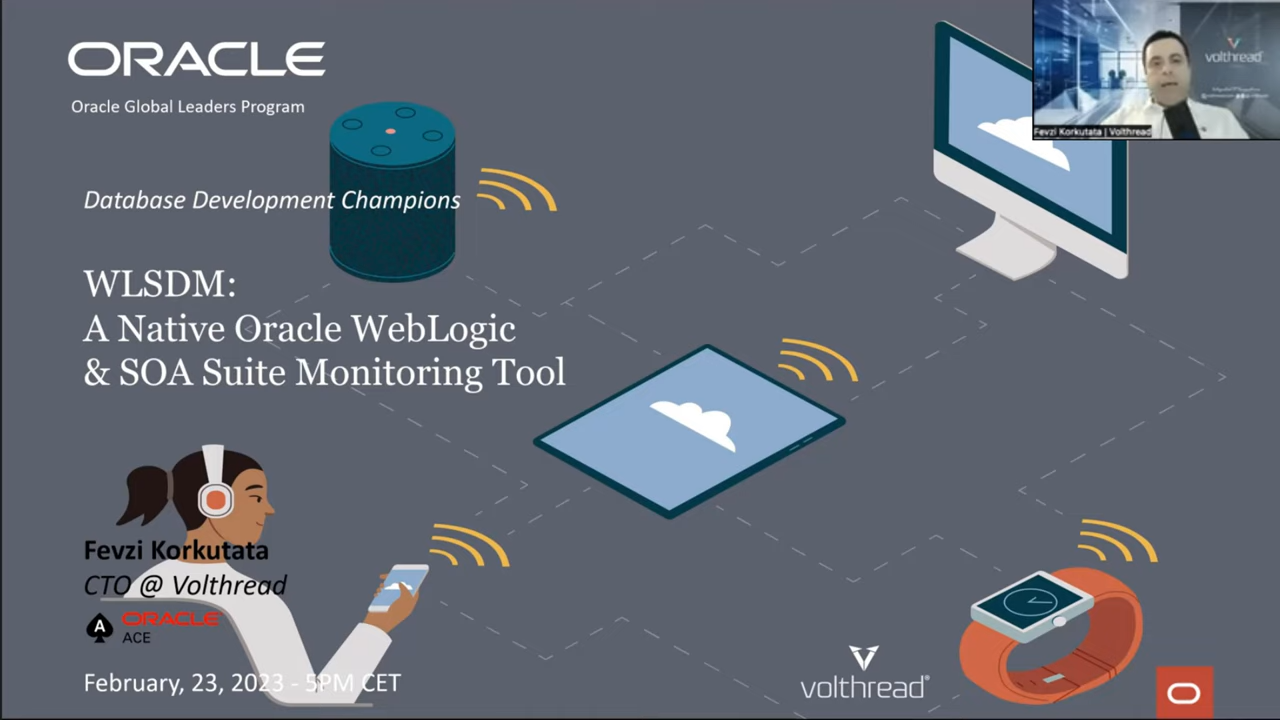 ORACLE
Oracle Global Leaders Program
Database Development Champions
WLSDM:
A Native Oracle WebLogic
& SOA Suite Monitoring Tool
Fevzi Korkutata
CTO @ Volthread
A
ORACLE
ACE
February, 23, 2023 - 5PM CET
volthread®
volthread
Fevzi Korkutata | Volthread